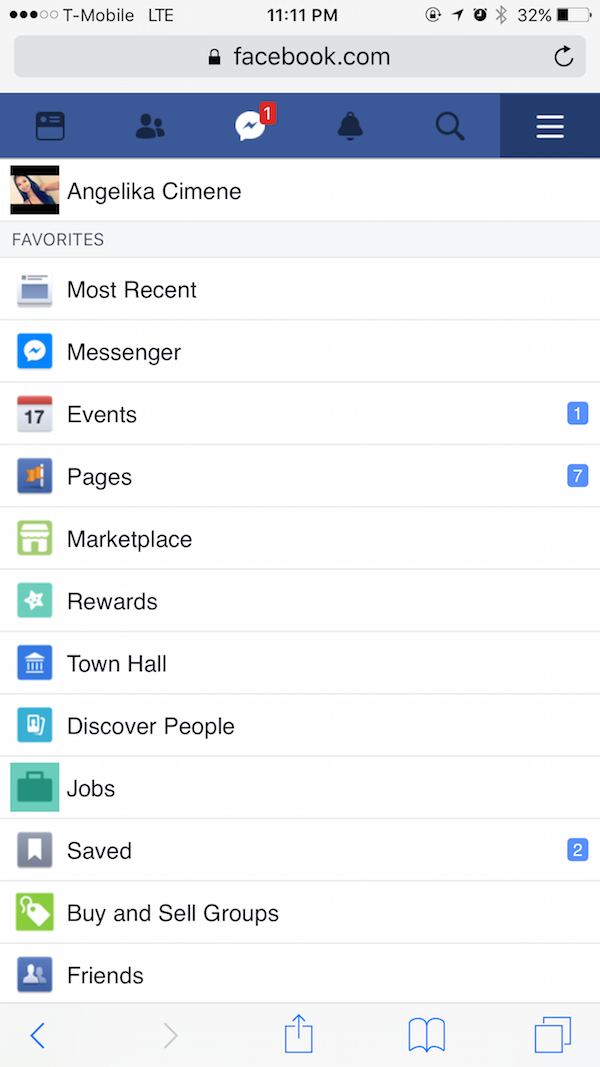 T-Mobile LTE 11:11 PM 32%
facebook.com
1
Angelika Cimene
FAVORITES
Most Recent
Messenger
17 Events 1
Pages 7
Marketplace
Rewards
Town Hall
Discover People
Jobs
Saved 2
Buy and Sell Groups
Friends